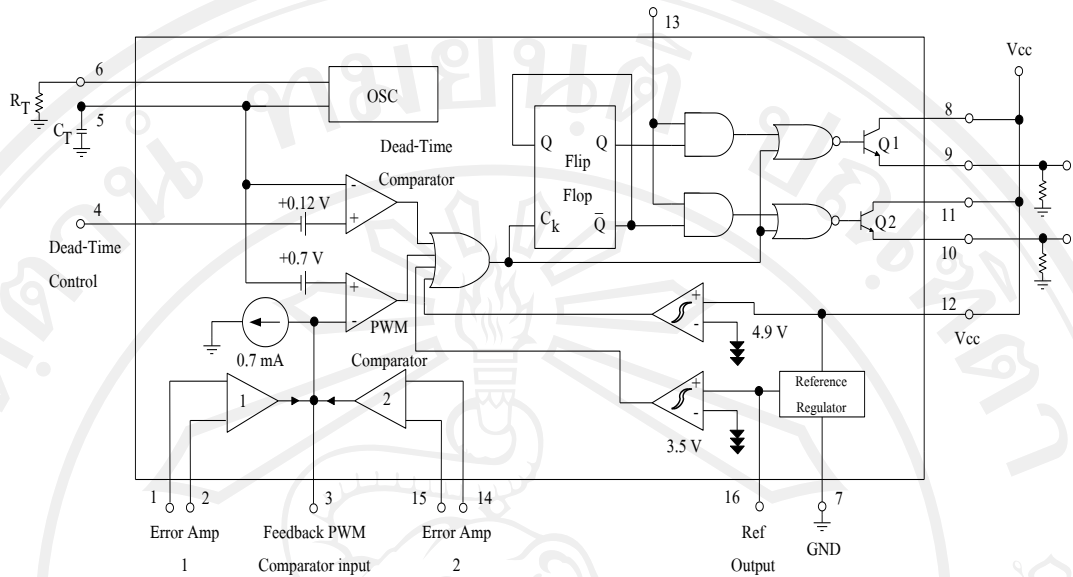 13
Vcc
6
OSC
R_T
5
C_T
Dead-Time
Comparator
8
Q
Q
Flip
Flop
Q1
9
+0.12 V
-
+
4
C_k
Q̄
11
Q2
Dead-Time
Control
+0.7 V
10
+
-
PWM
Comparator
+
-
4.9 V
12
Vcc
0.7 mA
1
2
+
-
3.5 V
Reference
Regulator
1
2
3
15
14
16
7
Error Amp
1
Feedback PWM
Comparator input
Error Amp
2
Ref
Output
GND